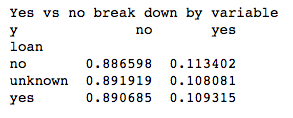 Yes vs no break down by variable
y no yes
loan
no 0.886598 0.113402
unknown 0.891919 0.108081
yes 0.890685 0.109315